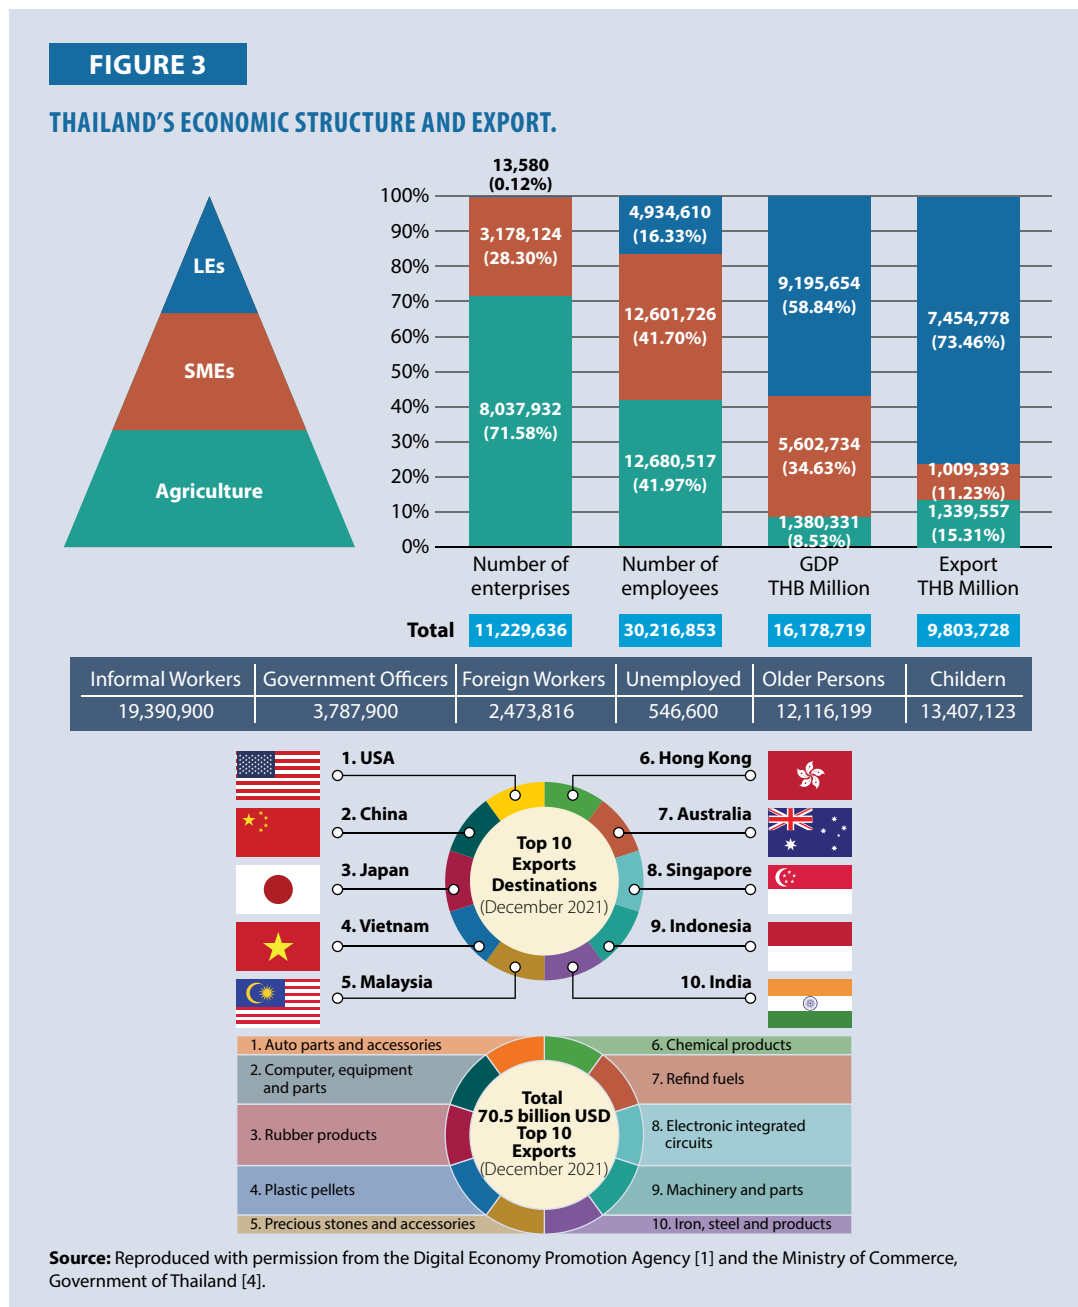 FIGURE 3
THAILAND'S ECONOMIC STRUCTURE AND EXPORT.
LEs
SMEs
Agriculture
100%
90%
80%
70%
60%
50%
40%
30%
20%
10%
0%
13,580
(0.12%)
3,178,124
(28.30%)
8,037,932
(71.58%)
Number of
enterprises
4,934,610
(16.33%)
12,601,726
(41.70%)
12,680,517
(41.97%)
Number of
employees
9,195,654
(58.84%)
5,602,734
(34.63%)
1,380,331
(8.53%)
GDP
THB Million
7,454,778
(73.46%)
1,009,393
(11.23%)
1,339,557
(15.31%)
Export
THB Million
Total 11,229,636 30,216,853 16,178,719 9,803,728
Informal Workers Government Officers Foreign Workers Unemployed Older Persons Childern
19,390,900 3,787,900 2,473,816 546,600 12,116,199 13,407,123
1. USA
2. China
3. Japan
4. Vietnam
5. Malaysia
Top 10
Exports
Destinations
(December 2021)
6. Hong Kong
7. Australia
8. Singapore
9. Indonesia
10. India
1. Auto parts and accessories
2. Computer, equipment
and parts
3. Rubber products
4. Plastic pellets
5. Precious stones and accessories
Total
70.5 billion USD
Top 10
Exports
(December 2021)
6. Chemical products
7. Refind fuels
8. Electronic integrated
circuits
9. Machinery and parts
10. Iron, steel and products
Source: Reproduced with permission from the Digital Economy Promotion Agency [1] and the Ministry of Commerce,
Government of Thailand [4].